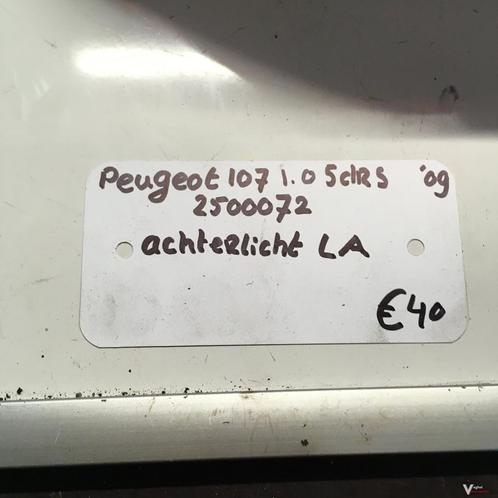 Peugeot 107 1.0 5dRS '09
2500072
achterlicht LA
€40